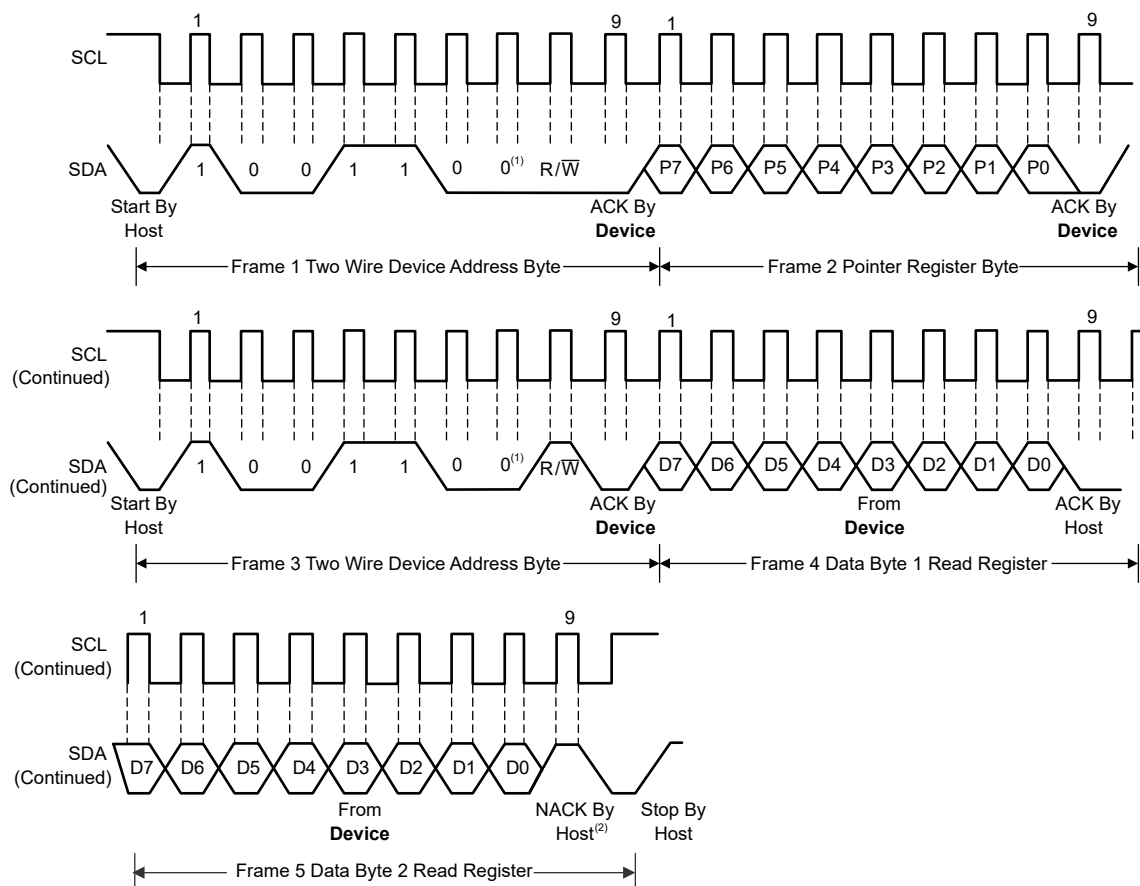 1 9 1 9
SCL
SDA
1 0 0 1 1 0 0(1) R/W P7 P6 P5 P4 P3 P2 P1 P0
Start By Host
ACK By Device
ACK By Device
Frame 1 Two Wire Device Address Byte
Frame 2 Pointer Register Byte
1 9 1 9
SCL (Continued)
SDA (Continued)
1 0 0 1 1 0 0(1) R/W D7 D6 D5 D4 D3 D2 D1 D0
Start By Host
ACK By Device
From Device
ACK By Host
Frame 3 Two Wire Device Address Byte
Frame 4 Data Byte 1 Read Register
1 9
SCL (Continued)
SDA (Continued)
D7 D6 D5 D4 D3 D2 D1 D0
From Device
NACK By Host(2)
Stop By Host
Frame 5 Data Byte 2 Read Register